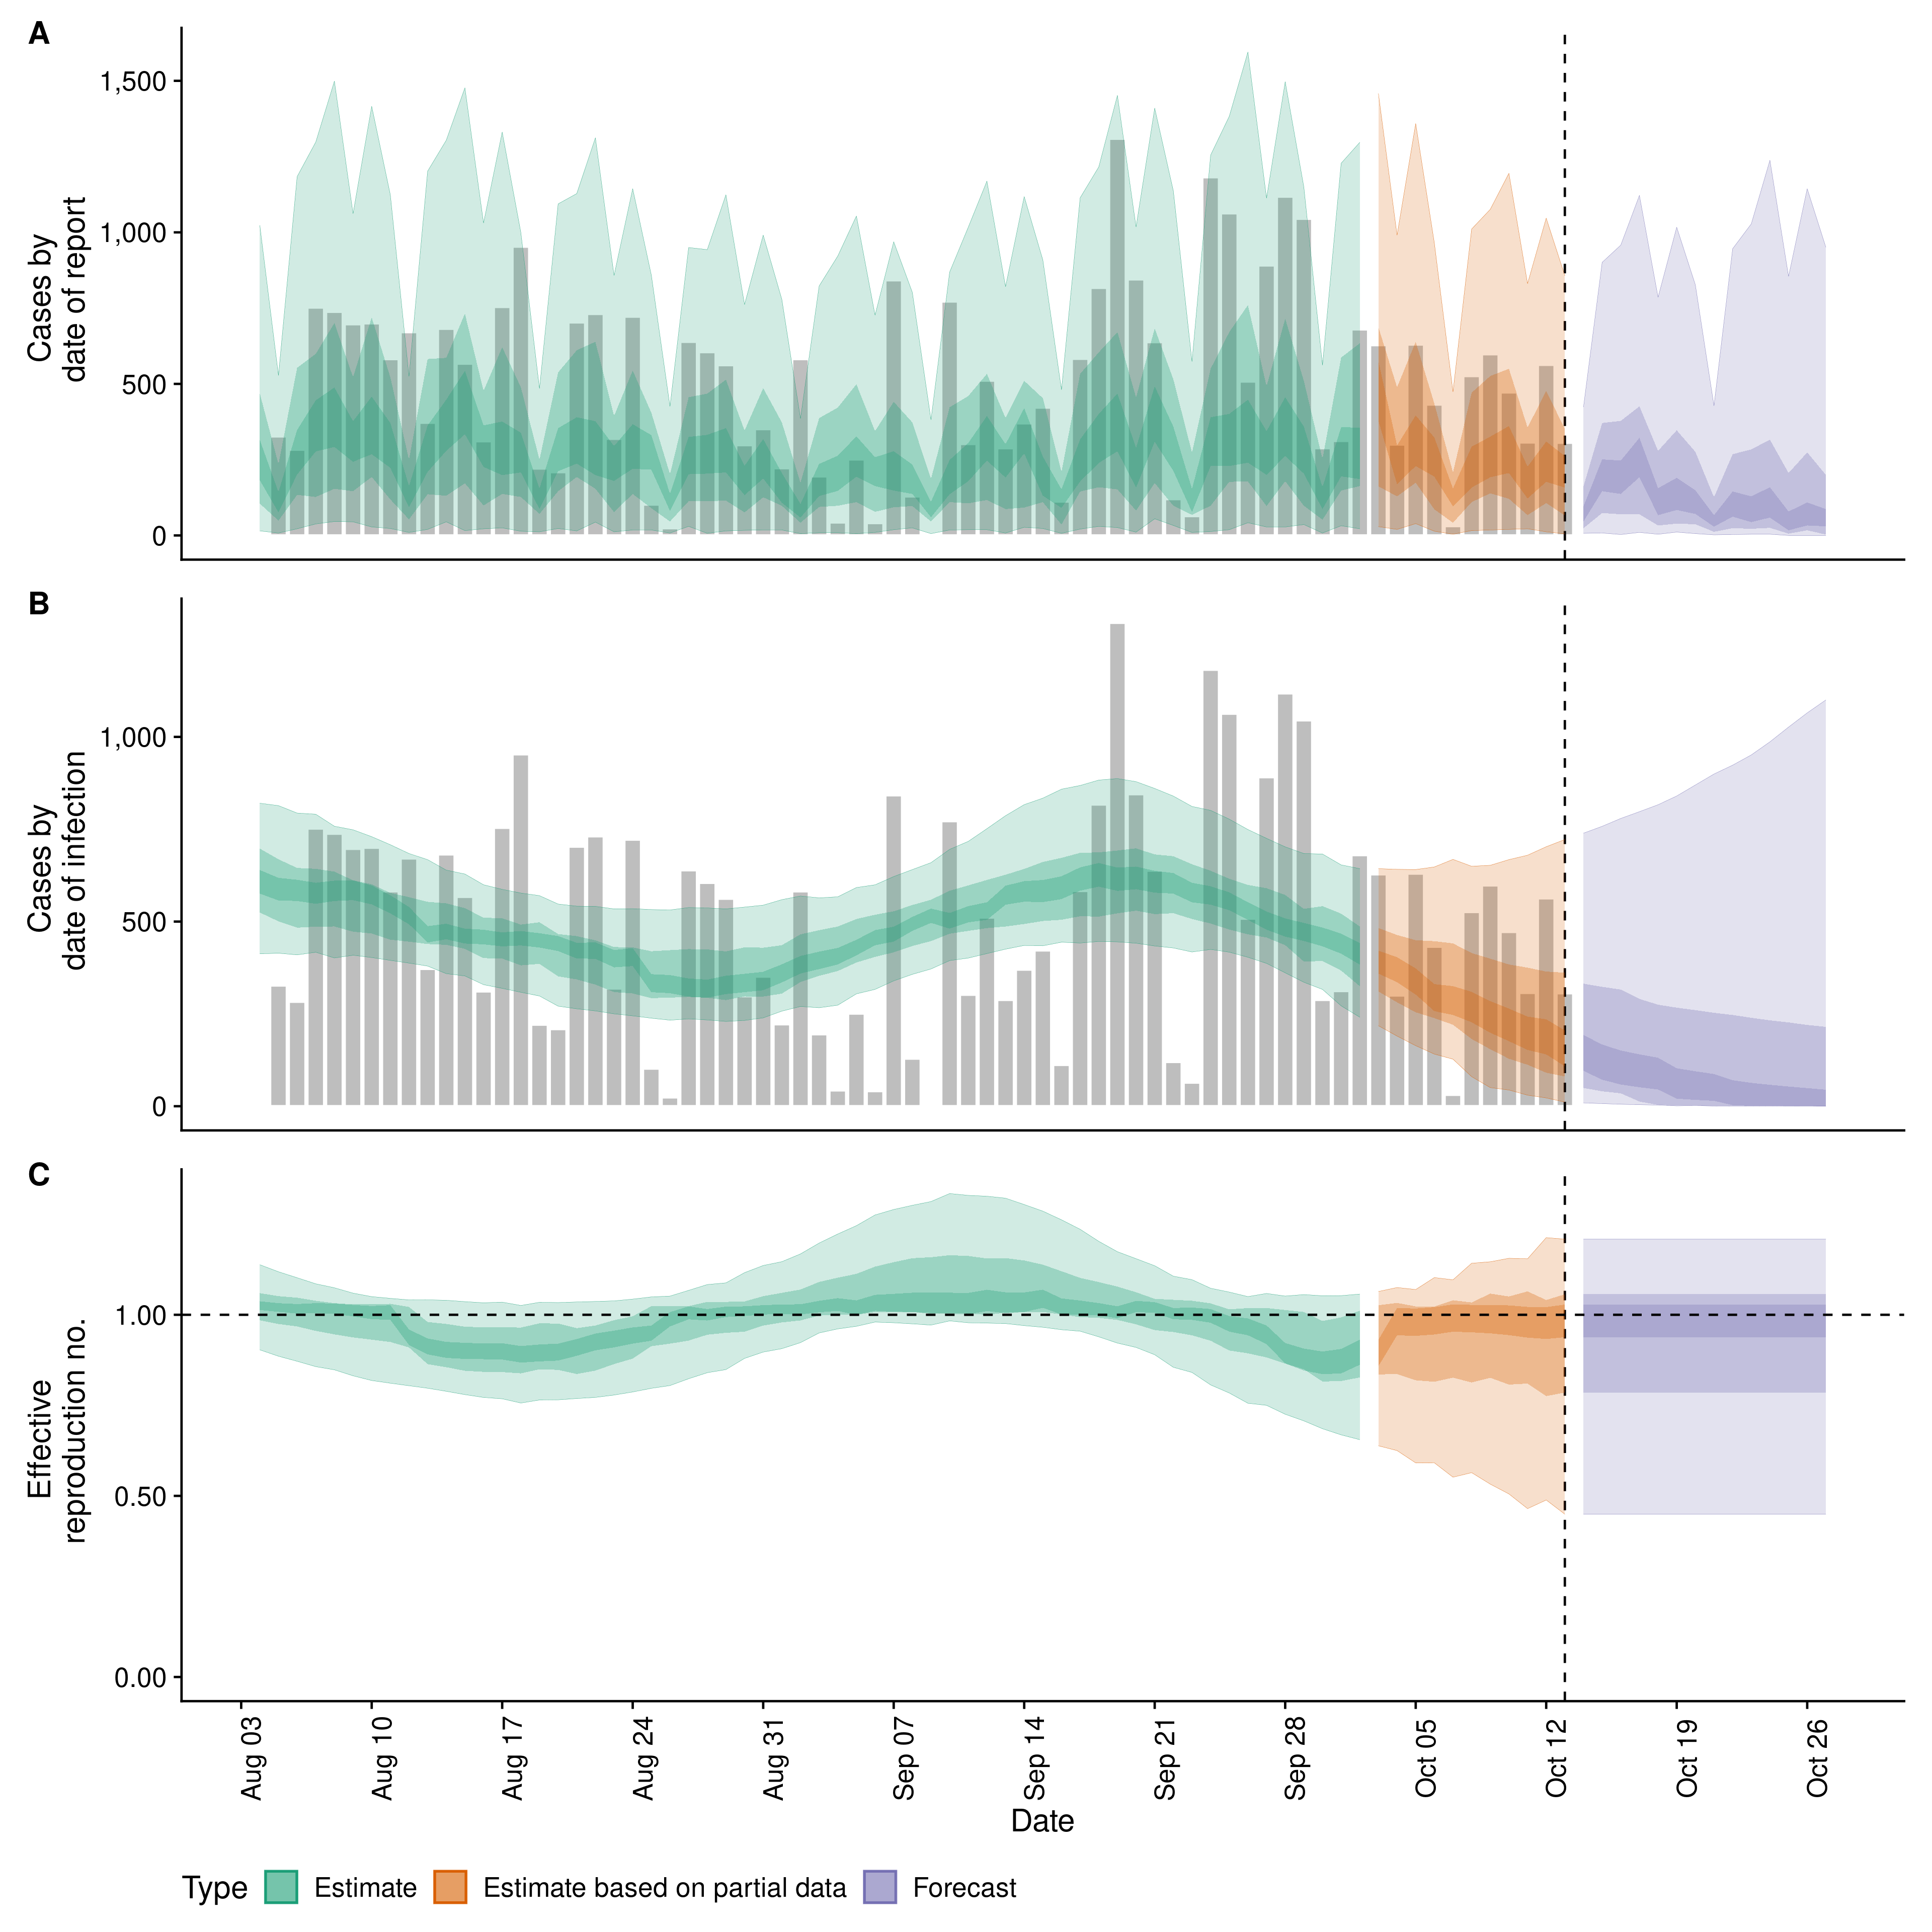 A
Cases by
date of report
1,500
1,000
500
0
B
Cases by
date of infection
1,000
500
0
C
Effective
reproduction no.
1.00
0.50
0.00
Aug 03
Aug 10
Aug 17
Aug 24
Aug 31
Sep 07
Sep 14
Sep 21
Sep 28
Oct 05
Oct 12
Oct 19
Oct 26
Date
Type Estimate Estimate based on partial data Forecast